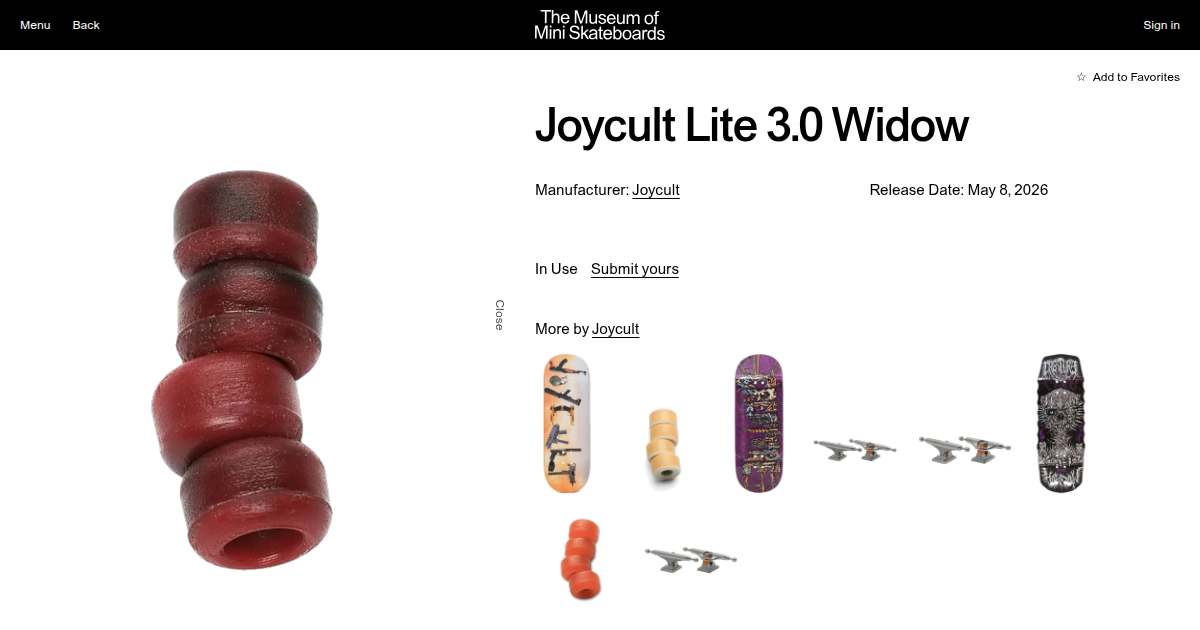 Menu
Back
The Museum of
Mini Skateboards
Sign in
☆ Add to Favorites
Joycult Lite 3.0 Widow
Manufacturer: Joycult
Release Date: May 8, 2026
In Use Submit yours
Close
More by Joycult